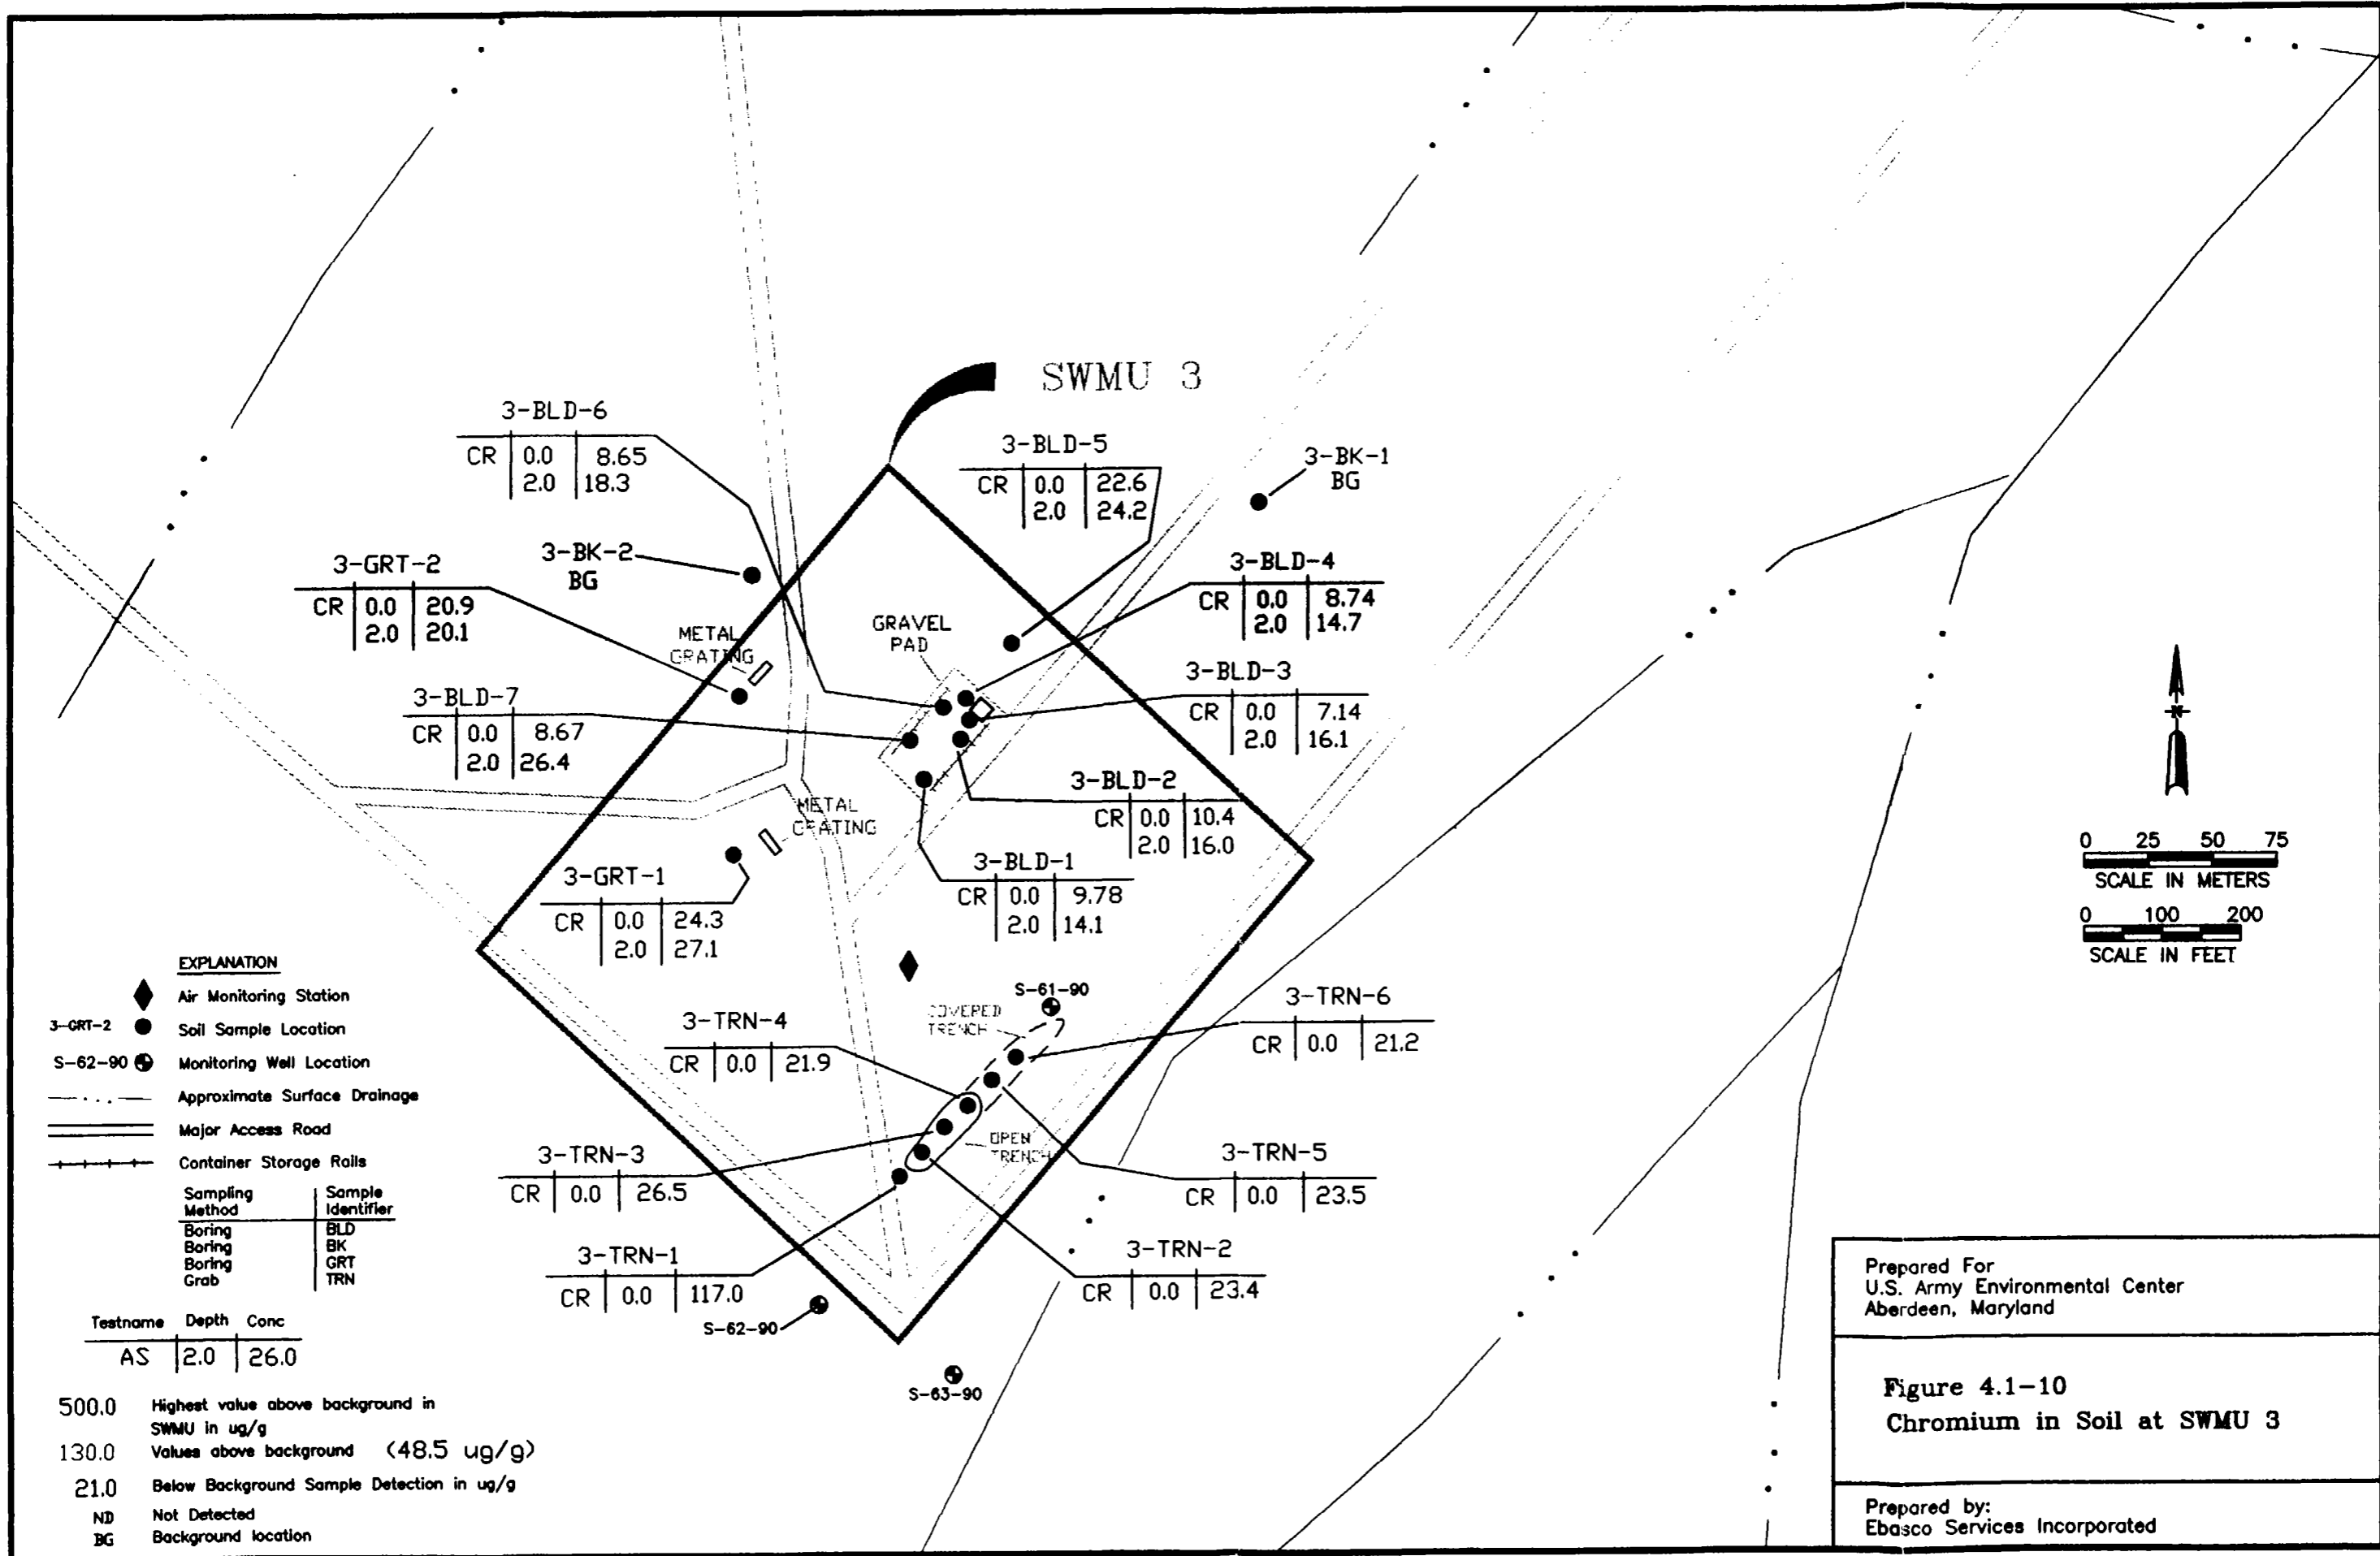 SWMU 3
3-BLD-6
CR 0.0 8.65
2.0 18.3
3-BLD-5
CR 0.0 22.6
2.0 24.2
3-BK-1
BG
3-GRT-2
CR 0.0 20.9
2.0 20.1
3-BK-2
BG
3-BLD-4
CR 0.0 8.74
2.0 14.7
METAL
GRATING
GRAVEL
PAD
3-BLD-7
CR 0.0 8.67
2.0 26.4
3-BLD-3
CR 0.0 7.14
2.0 16.1
3-BLD-2
CR 0.0 10.4
2.0 16.0
METAL
GRATING
3-GRT-1
CR 0.0 24.3
2.0 27.1
3-BLD-1
CR 0.0 9.78
2.0 14.1
N
0 25 50 75
SCALE IN METERS
0 100 200
SCALE IN FEET
S-61-90
COVERED
TRENCH
3-TRN-6
CR 0.0 21.2
3-TRN-4
CR 0.0 21.9
OPEN
TRENCH
3-TRN-3
CR 0.0 26.5
3-TRN-5
CR 0.0 23.5
3-TRN-1
CR 0.0 117.0
3-TRN-2
CR 0.0 23.4
S-62-90
S-63-90
EXPLANATION
Air Monitoring Station
3-GRT-2 Soil Sample Location
S-62-90 Monitoring Well Location
Approximate Surface Drainage
Major Access Road
Container Storage Rails
Sampling Sample
Method Identifier
Boring BLD
Boring BK
Boring GRT
Grab TRN
Testname Depth Conc
AS 2.0 26.0
500.0 Highest value above background in
SWMU in ug/g
130.0 Values above background (48.5 ug/g)
21.0 Below Background Sample Detection in ug/g
ND Not Detected
BG Background location
Prepared For
U.S. Army Environmental Center
Aberdeen, Maryland
Figure 4.1-10
Chromium in Soil at SWMU 3
Prepared by:
Ebasco Services Incorporated